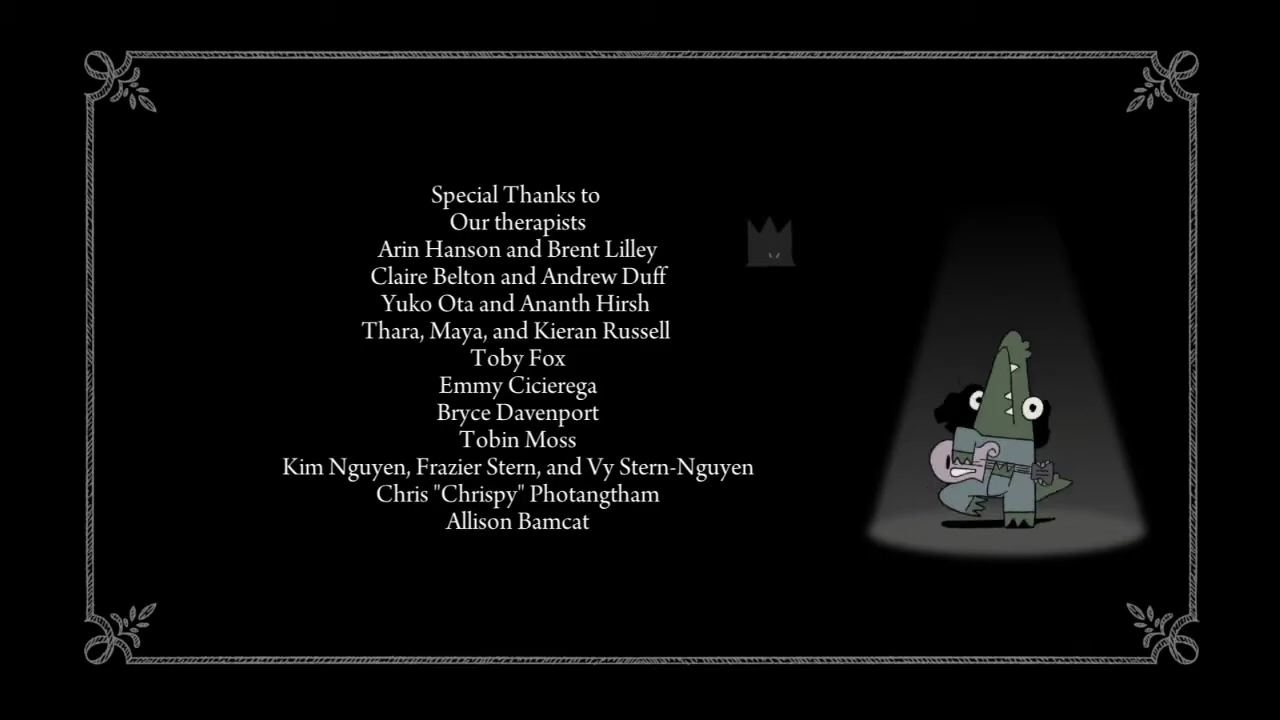 Special Thanks to
Our therapists
Arin Hanson and Brent Lilley
Claire Belton and Andrew Duff
Yuko Ota and Ananth Hirsh
Thara, Maya, and Kieran Russell
Toby Fox
Emmy Cicierega
Bryce Davenport
Tobin Moss
Kim Nguyen, Frazier Stern, and Vy Stern-Nguyen
Chris "Chrispy" Photangtham
Allison Bamcat